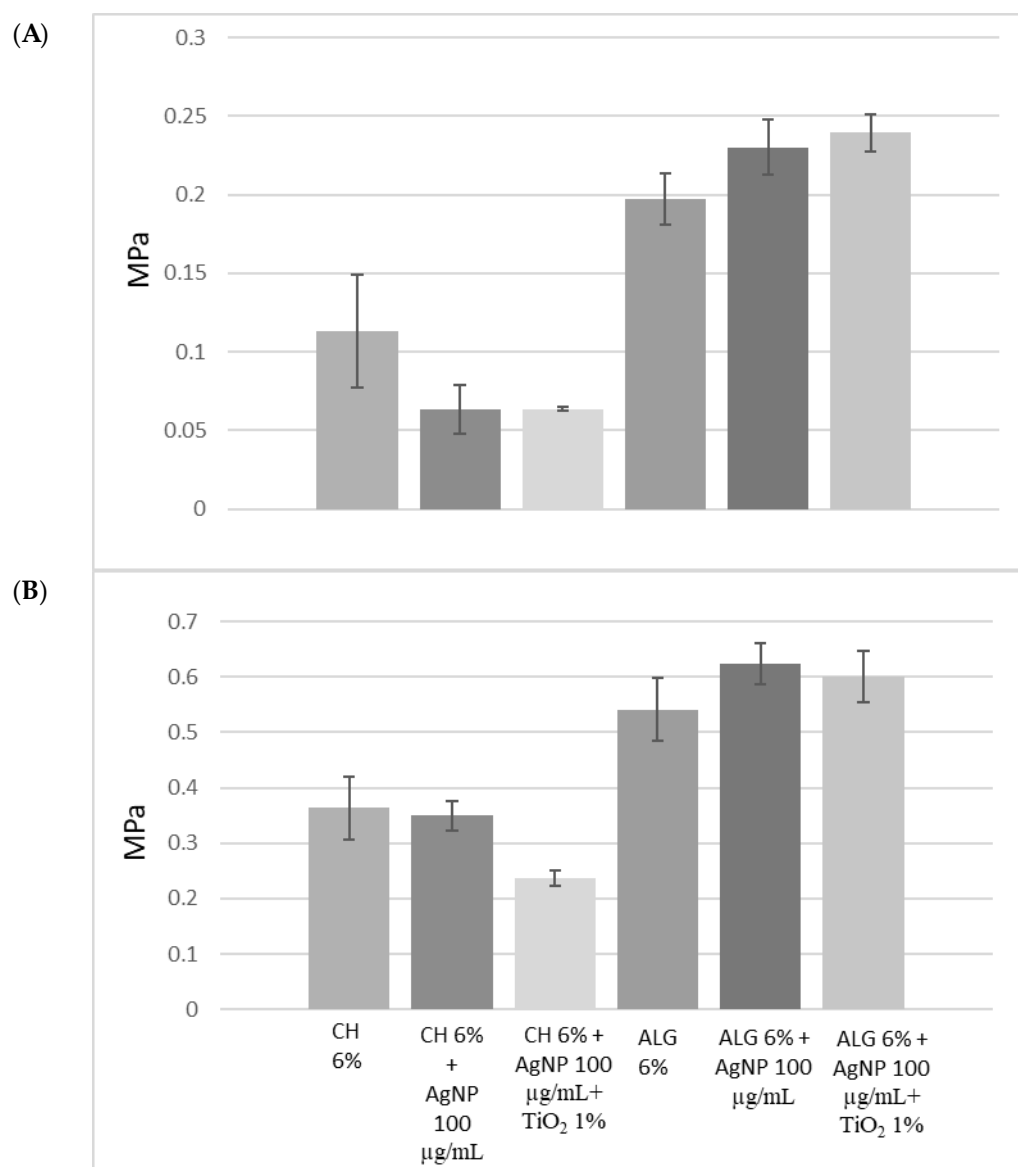 (A)
0.3
0.25
0.2
0.15
0.1
0.05
0
MPa
(B)
0.7
0.6
0.5
0.4
0.3
0.2
0.1
0
MPa
CH
6%
CH 6%
+
AgNP
100
µg/mL
CH 6% +
AgNP 100
µg/mL+
TiO₂ 1%
ALG
6%
ALG 6% +
AgNP 100
µg/mL
ALG 6% +
AgNP 100
µg/mL+
TiO₂ 1%